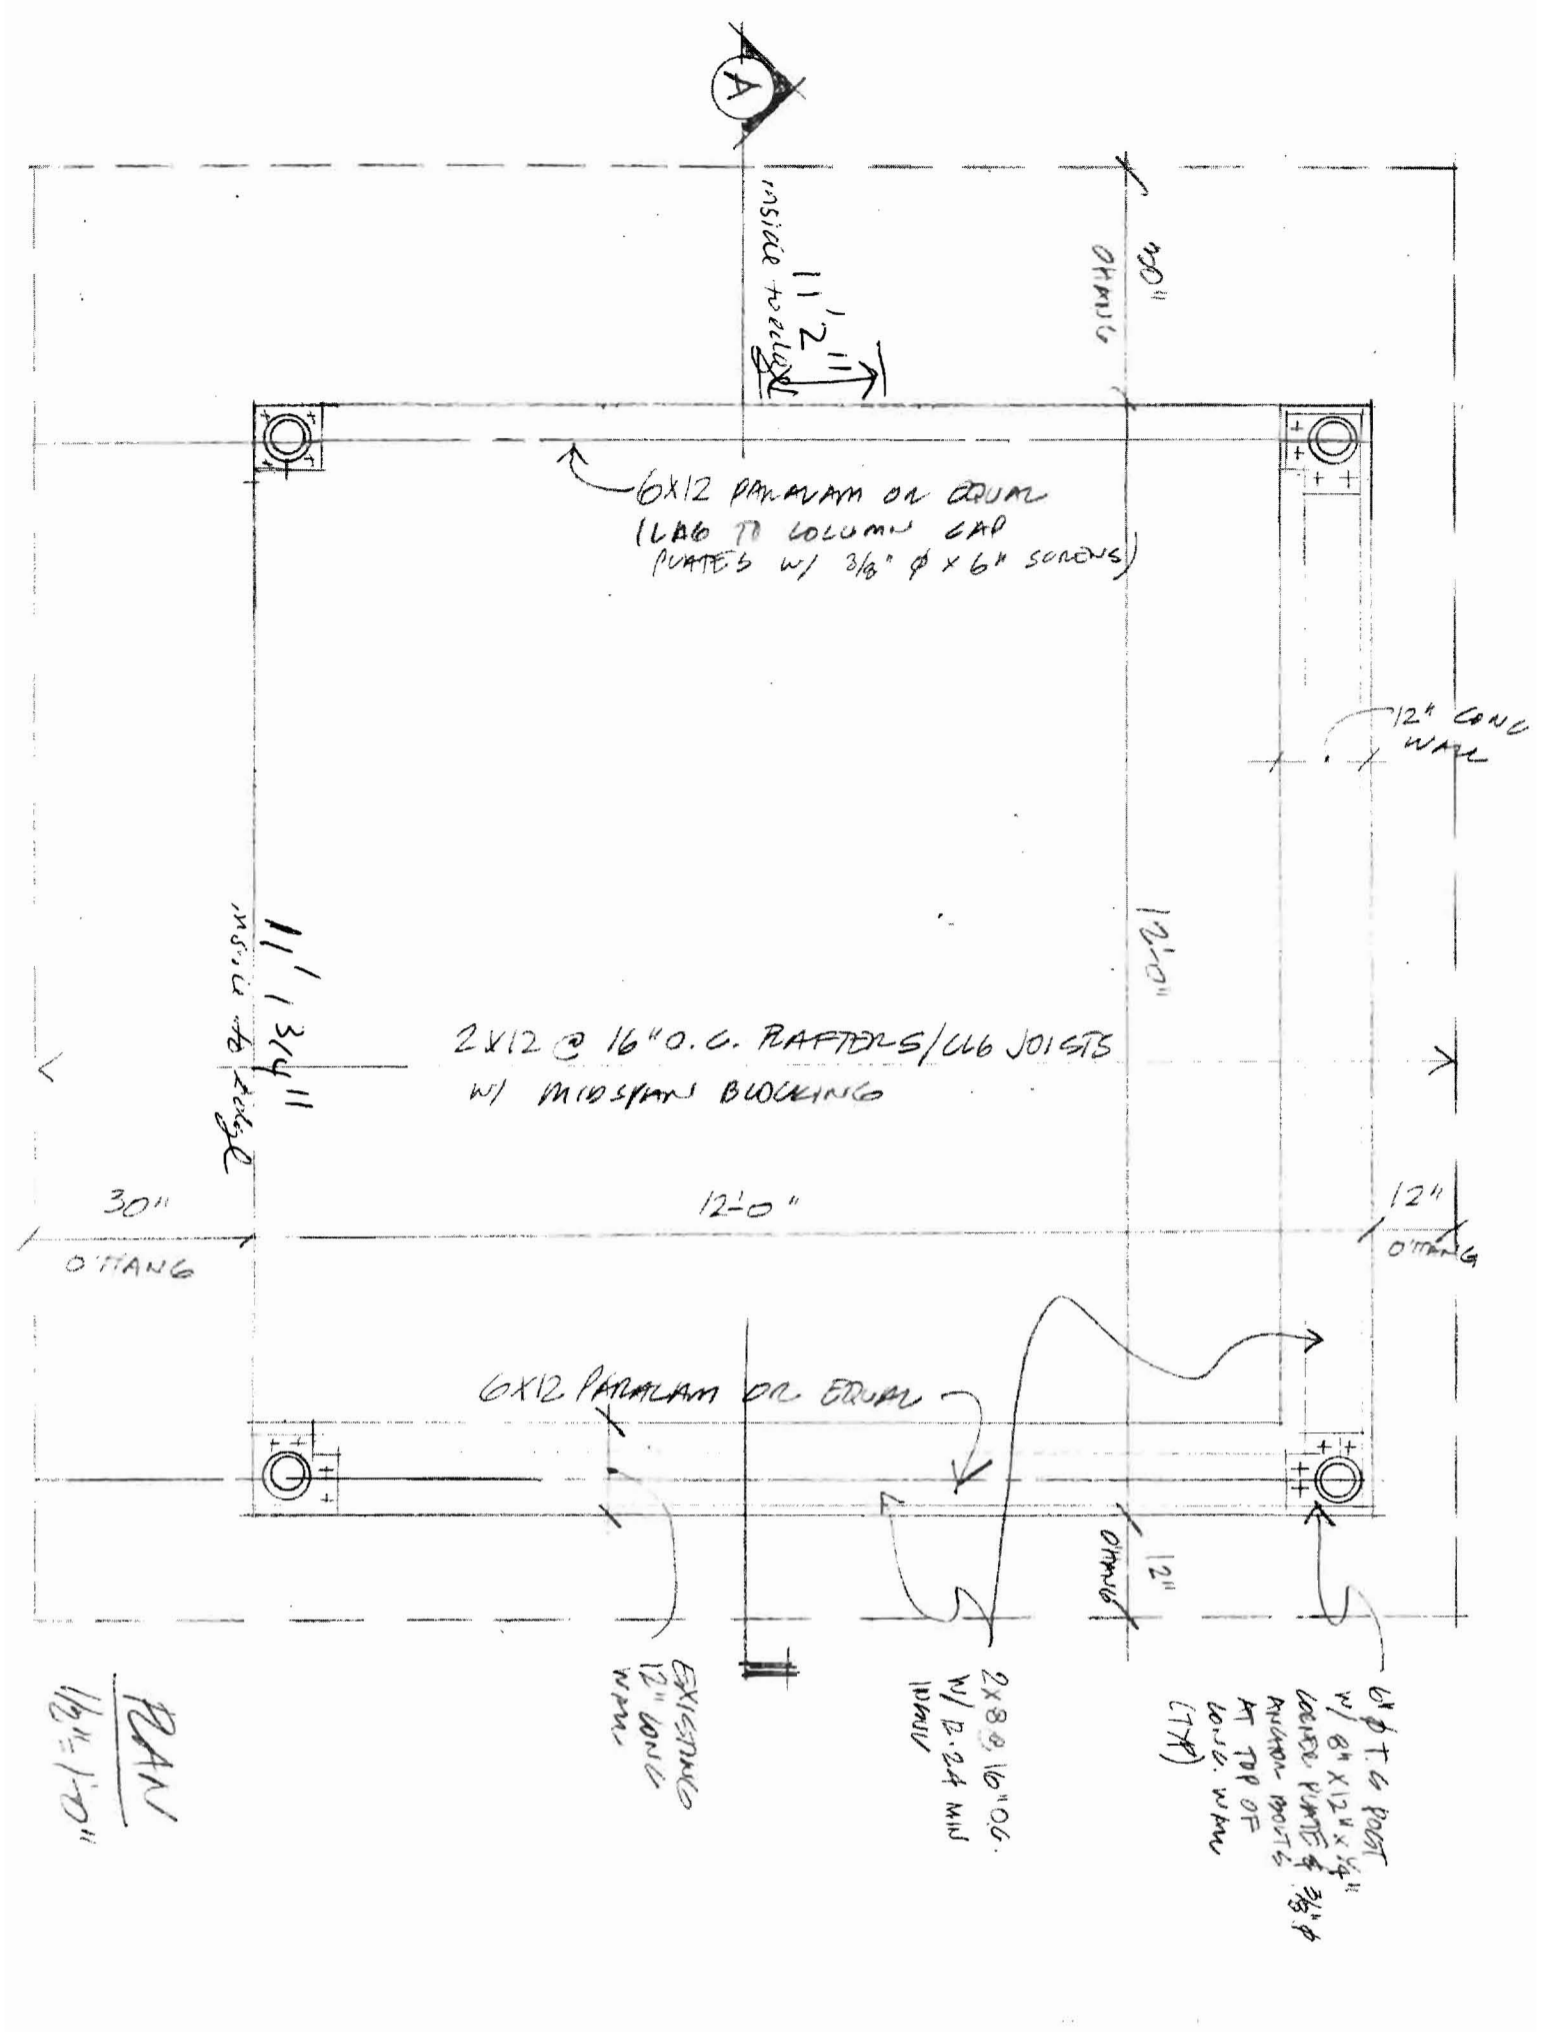 A
inside to edge
11' 2"
30"
O'HANG
6X12 PARALAM OR EQUAL
(LAG TO COLUMN CAP
PLATES W/ 3/8" φ X 6" SCREWS)
12" CONC
WALL
12'-0"
11' 1 3/4"
inside to edge
2X12 @ 16" O.C. RAFTERS/CLG JOISTS
W/ MIDSPAN BLOCKING
30"
O'HANG
12'-0"
12"
O'HANG
6X12 PARALAM OR EQUAL
12"
O'HANG
EXISTING
12" CONC
WALL
2X8 @ 16" O.C.
W/ R-24 MIN
INSUL
6" φ T.S. POST
W/ 8" X 12" X 1/4"
CORNER PLATE & 3/8" φ
ANCHOR BOLTS
AT TOP OF
CONC. WALL
(TYP)
PLAN
1/2" = 1'-0"